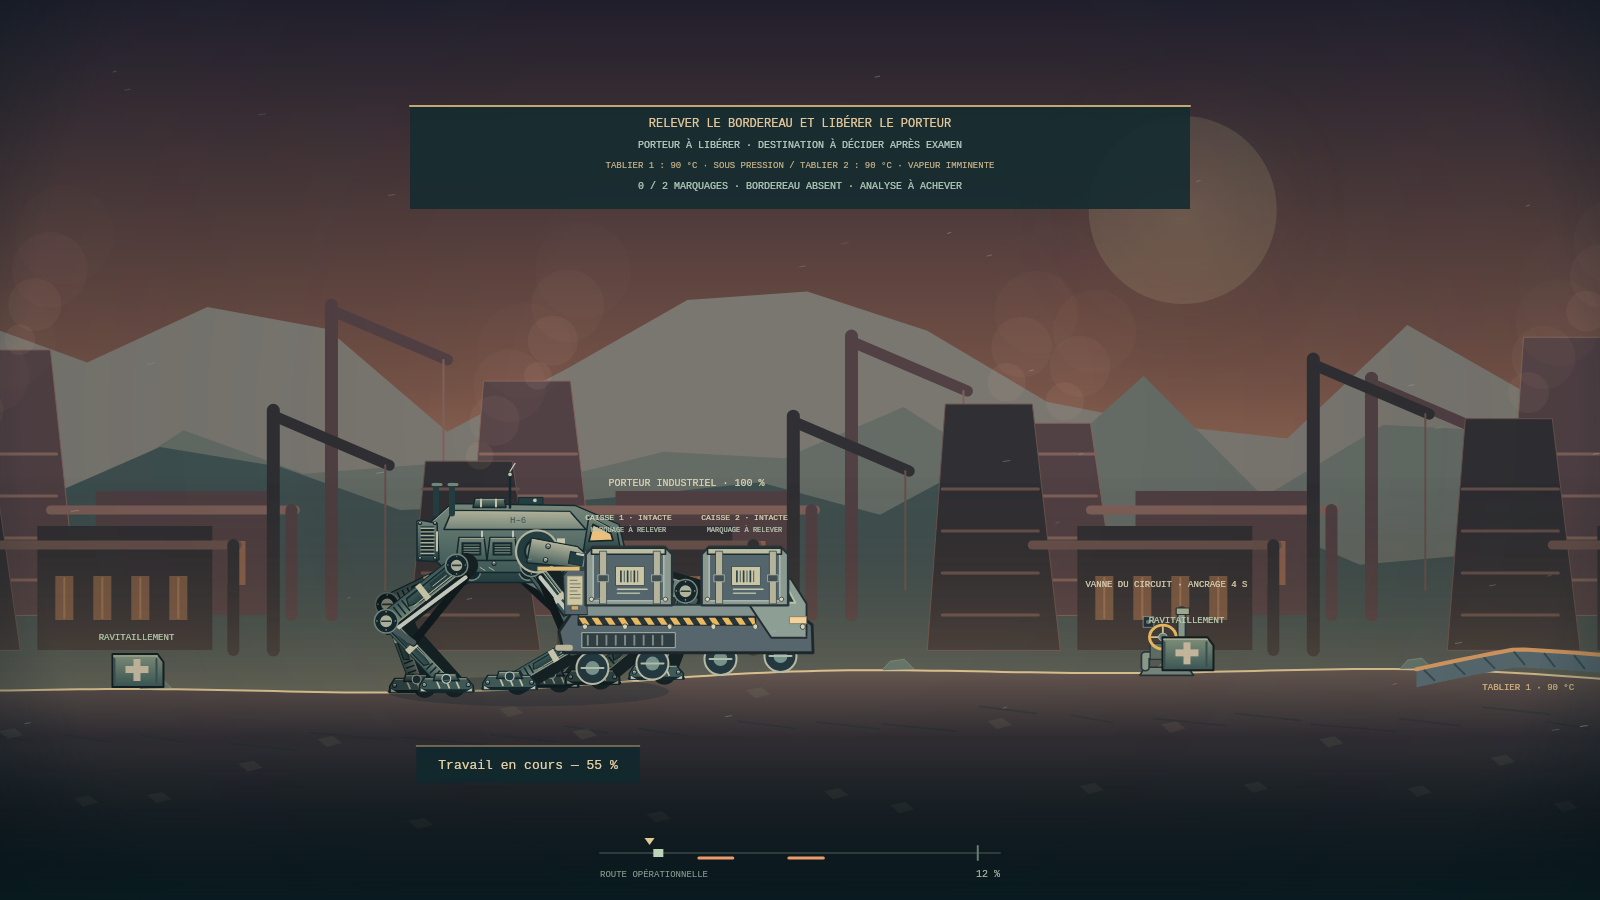 RELEVER LE BORDEREAU ET LIBÉRER LE PORTEUR
PORTEUR À LIBÉRER · DESTINATION À DÉCIDER APRÈS EXAMEN
TABLIER 1 : 90 °C · SOUS PRESSION / TABLIER 2 : 90 °C · VAPEUR IMMINENTE
0 / 2 MARQUAGES · BORDEREAU ABSENT · ANALYSE À ACHEVER
PORTEUR INDUSTRIEL · 100 %
CAISSE 1 · INTACTE
MARQUAGE À RELEVER
CAISSE 2 · INTACTE
MARQUAGE À RELEVER
H-6
VANNE DU CIRCUIT · ANCRAGE 4 S
RAVITAILLEMENT
RAVITAILLEMENT
TABLIER 1 · 90 °C
Travail en cours — 55 %
ROUTE OPÉRATIONNELLE
12 %